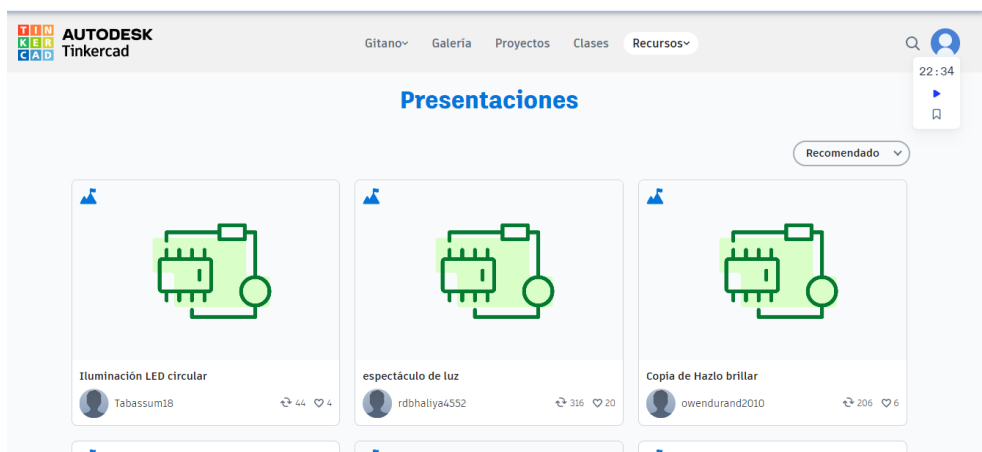 TIN
KER
CAD
AUTODESK
Tinkercad
Gitano Galería Proyectos Clases Recursos
22:34
Presentaciones
Recomendado
Iluminación LED circular
Tabassum18 44 4
espectáculo de luz
rdbhaliya4552 316 20
Copia de Hazlo brillar
owendurand2010 206 6